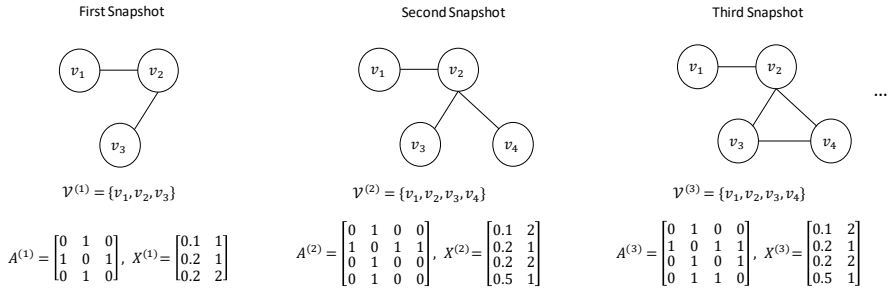 First Snapshot Second Snapshot Third Snapshot
v₁ v₂ v₁ v₂ v₁ v₂
...
v₃ v₃ v₄ v₃ v₄
𝒱⁽¹⁾ = {v₁, v₂, v₃} 𝒱⁽²⁾ = {v₁, v₂, v₃, v₄} 𝒱⁽³⁾ = {v₁, v₂, v₃, v₄}
A⁽¹⁾ = [0 1 0; 1 0 1; 0 1 0], X⁽¹⁾ = [0.1 1; 0.2 1; 0.2 2]
A⁽²⁾ = [0 1 0 0; 1 0 1 1; 0 1 0 0; 0 1 0 0], X⁽²⁾ = [0.1 2; 0.2 1; 0.2 2; 0.5 1]
A⁽³⁾ = [0 1 0 0; 1 0 1 1; 0 1 0 1; 0 1 1 0], X⁽³⁾ = [0.1 2; 0.2 1; 0.2 2; 0.5 1]